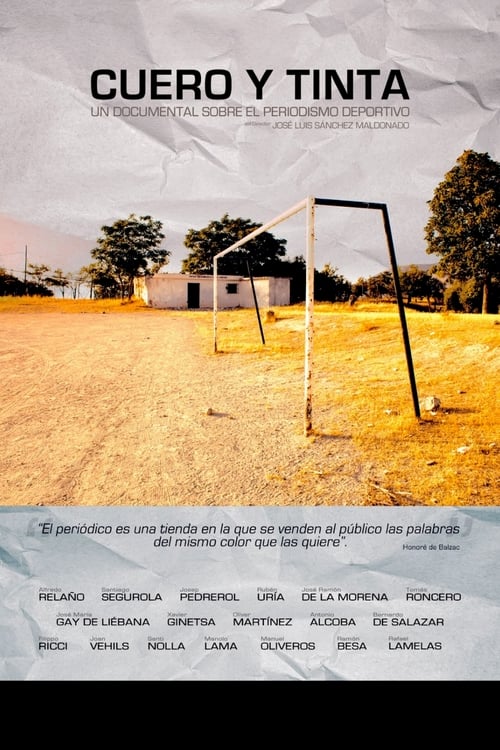 CUERO Y TINTA
UN DOCUMENTAL SOBRE EL PERIODISMO DEPORTIVO
JOSÉ LUIS SÁNCHEZ MALDONADO
“El periódico es una tienda en la que se venden al público las palabras
del mismo color que las quiere”.
Honoré de Balzac
Alfredo RELAÑO Santiago SEGUROLA Josep PEDREROL Rubén URÍA José Ramón DE LA MORENA Tomás RONCERO
José María GAY DE LIÉBANA Xavier GINETSA Oliver MARTÍNEZ Antonio ALCOBA Bernardo DE SALAZAR
Filippo RICCI Joan VEHILS Santi NOLLA Manolo LAMA Manuel OLIVEROS Ramón BESA Rafael LAMELAS